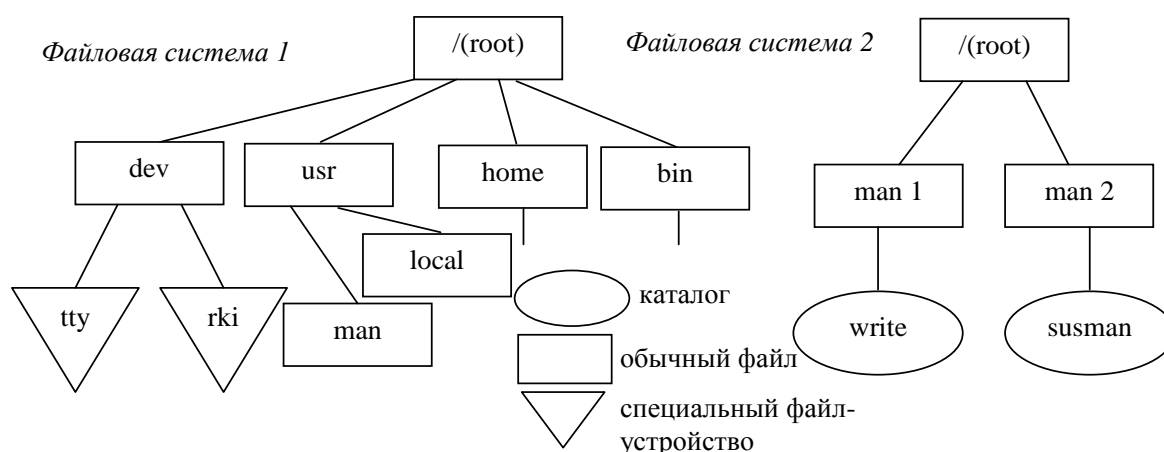 Файловая система 1
/(root)
Файловая система 2
/(root)
dev
usr
home
bin
man 1
man 2
local
tty
rki
man
каталог
write
susman
обычный файл
специальный файл-
устройство